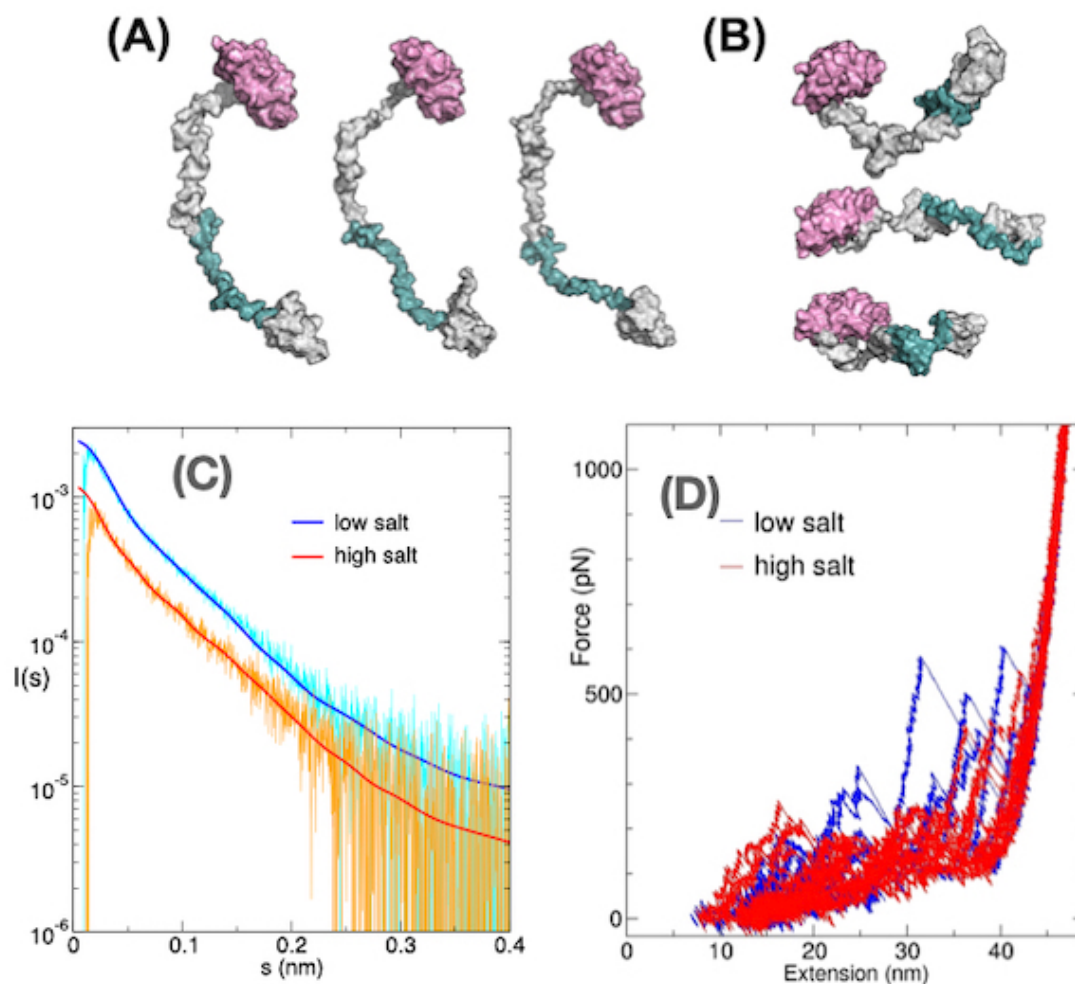 (A)
(B)
(C)
low salt
high salt
10^-3
10^-4
10^-5
10^-6
I(s)
0
0.1
0.2
0.3
0.4
s (nm)
(D)
low salt
high salt
1000
500
0
Force (pN)
0
10
20
30
40
Extension (nm)